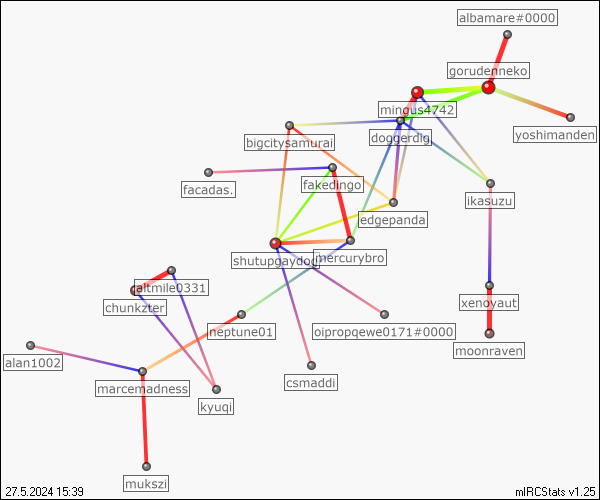 albamare#0000
gorudenneko
mingus4742
yoshimanden
doggerdig
bigcitysamurai
fakedingo
facadas.
ikasuzu
edgepanda
shutupgaydog
mercurybro
chunkzter
xenoyaut
neptune01
oipropqewe0171#0000
moonraven
alan1002
csmaddi
marcemadness
kyuqi
mukszi
27.5.2024 15:39
mIRCStats v1.25